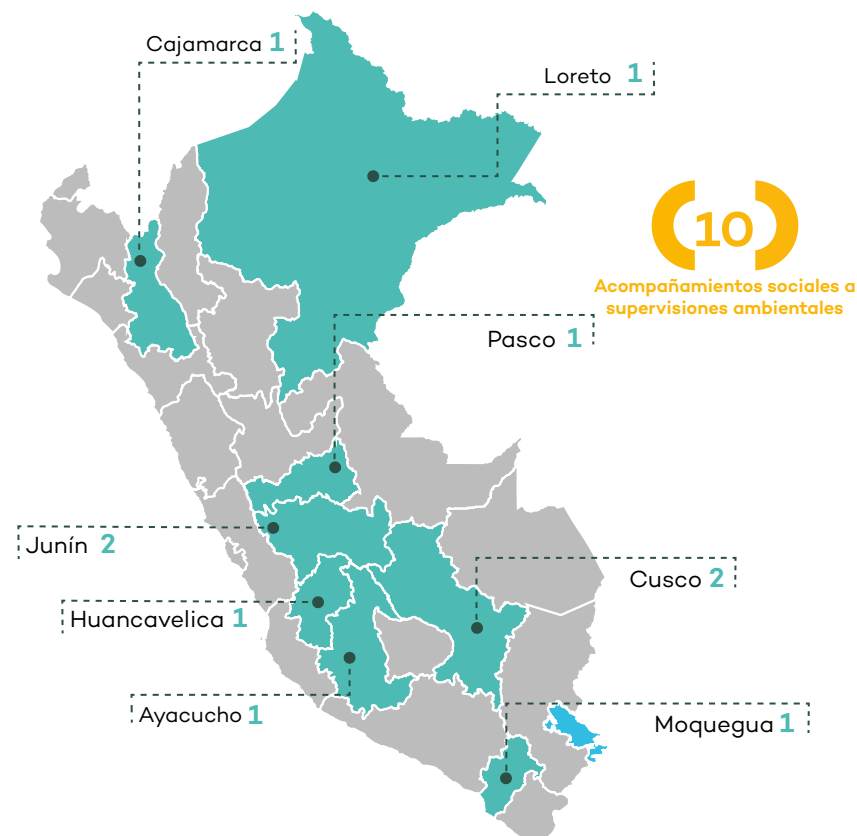 Cajamarca 1
Loreto 1
10
Acompañamientos sociales a
supervisiones ambientales
Pasco 1
Junín 2
Cusco 2
Huancavelica 1
Ayacucho 1
Moquegua 1